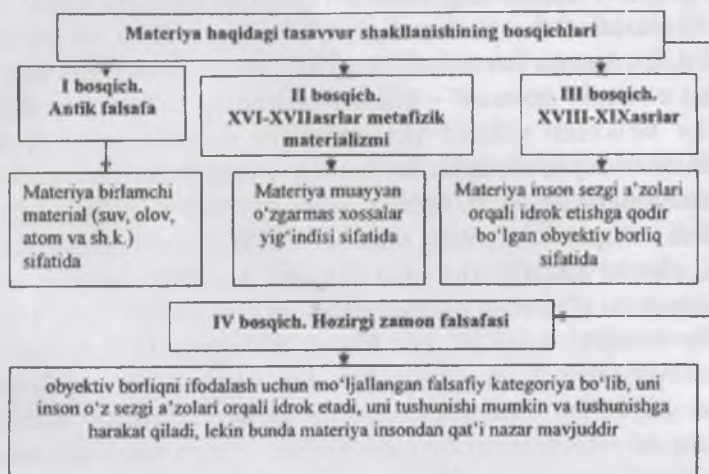 Materiya haqidagi tasavvur shakllanishining bosqichlari
I bosqich.
Antik falsafa
II bosqich.
XVI-XVIIasrlar metafizik
materializmi
III bosqich.
XVIII-XIXasrlar
Materiya birlamchi
material (suv, olov,
atom va sh.k.)
sifatida
Materiya muayyan
o‘zgarmas xossalar
yig‘indisi sifatida
Materiya inson sezgi a’zolari
orqali idrok etishga qodir
bo‘lgan obyektiv borliq
sifatida
IV bosqich. Hozirgi zamon falsafasi
obyektiv borliqni ifodalash uchun mo‘ljallangan falsafiy kategoriya bo‘lib, uni
inson o‘z sezgi a’zolari orqali idrok etadi, uni tushunishi mumkin va tushunishga
harakat qiladi, lekin bunda materiya insondan qat’i nazar mavjuddir